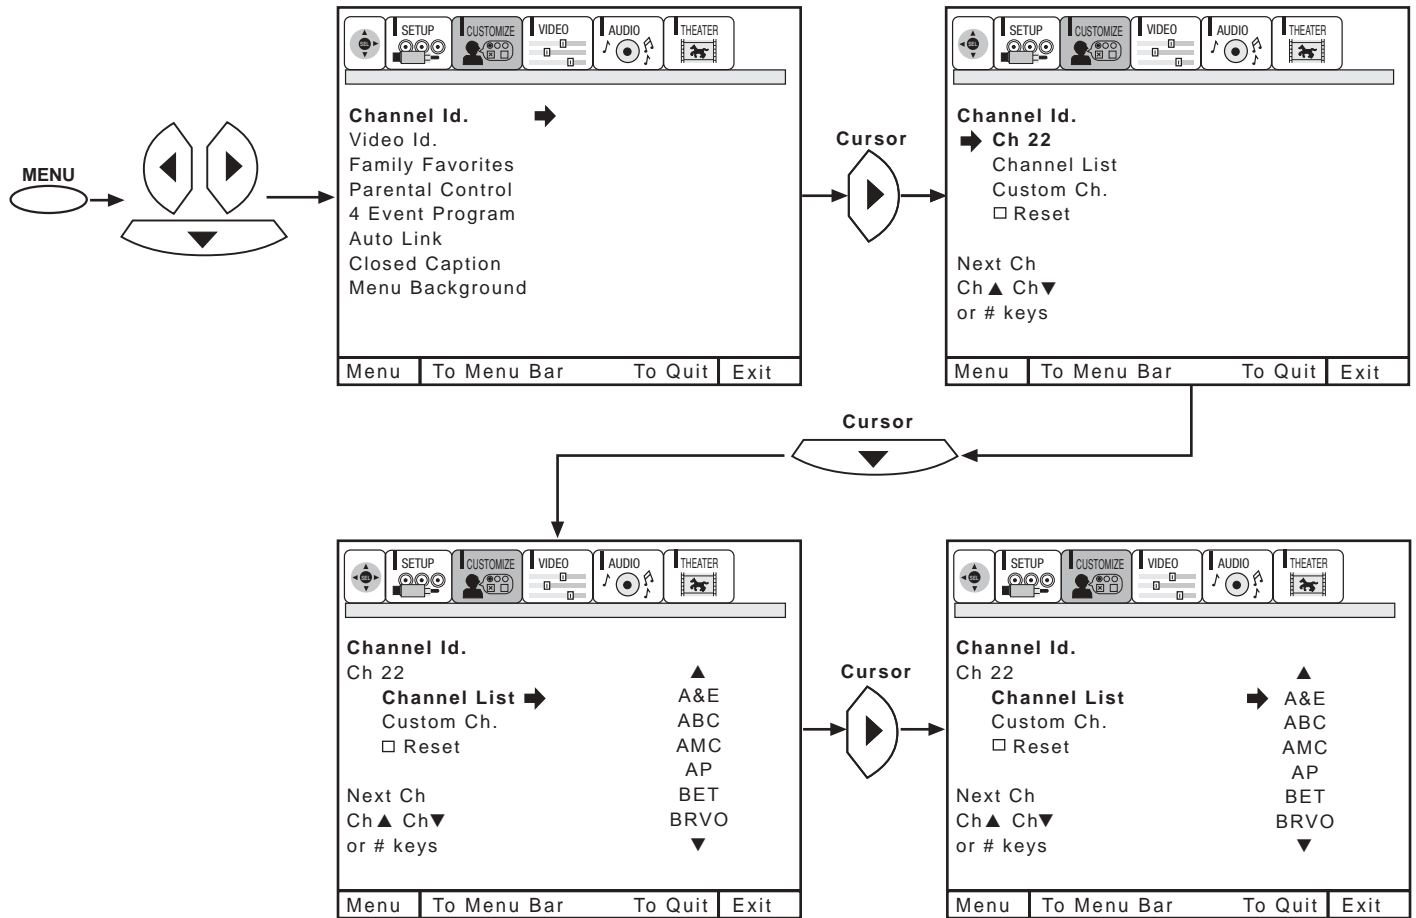 MENU
SEL SETUP CUSTOMIZE VIDEO AUDIO THEATER
Channel Id.
Video Id.
Family Favorites
Parental Control
4 Event Program
Auto Link
Closed Caption
Menu Background
Menu To Menu Bar To Quit Exit
Cursor
SEL SETUP CUSTOMIZE VIDEO AUDIO THEATER
Channel Id.
Ch 22
Channel List
Custom Ch.
☐ Reset
Next Ch
Ch▲ Ch▼
or # keys
Menu To Menu Bar To Quit Exit
Cursor
SEL SETUP CUSTOMIZE VIDEO AUDIO THEATER
Channel Id.
Ch 22
Channel List
Custom Ch.
☐ Reset
Next Ch
Ch▲ Ch▼
or # keys
A&E
ABC
AMC
AP
BET
BRVO
Menu To Menu Bar To Quit Exit
Cursor
SEL SETUP CUSTOMIZE VIDEO AUDIO THEATER
Channel Id.
Ch 22
Channel List
Custom Ch.
☐ Reset
Next Ch
Ch▲ Ch▼
or # keys
A&E
ABC
AMC
AP
BET
BRVO
Menu To Menu Bar To Quit Exit